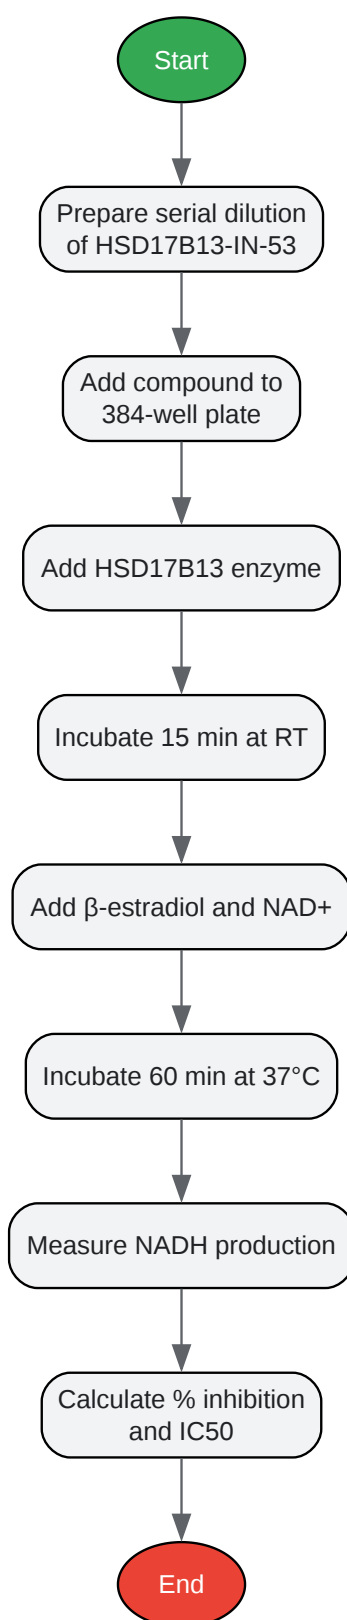 Start
Prepare serial dilution
of HSD17B13-IN-53
Add compound to
384-well plate
Add HSD17B13 enzyme
Incubate 15 min at RT
Add β-estradiol and NAD+
Incubate 60 min at 37°C
Measure NADH production
Calculate % inhibition
and IC50
End